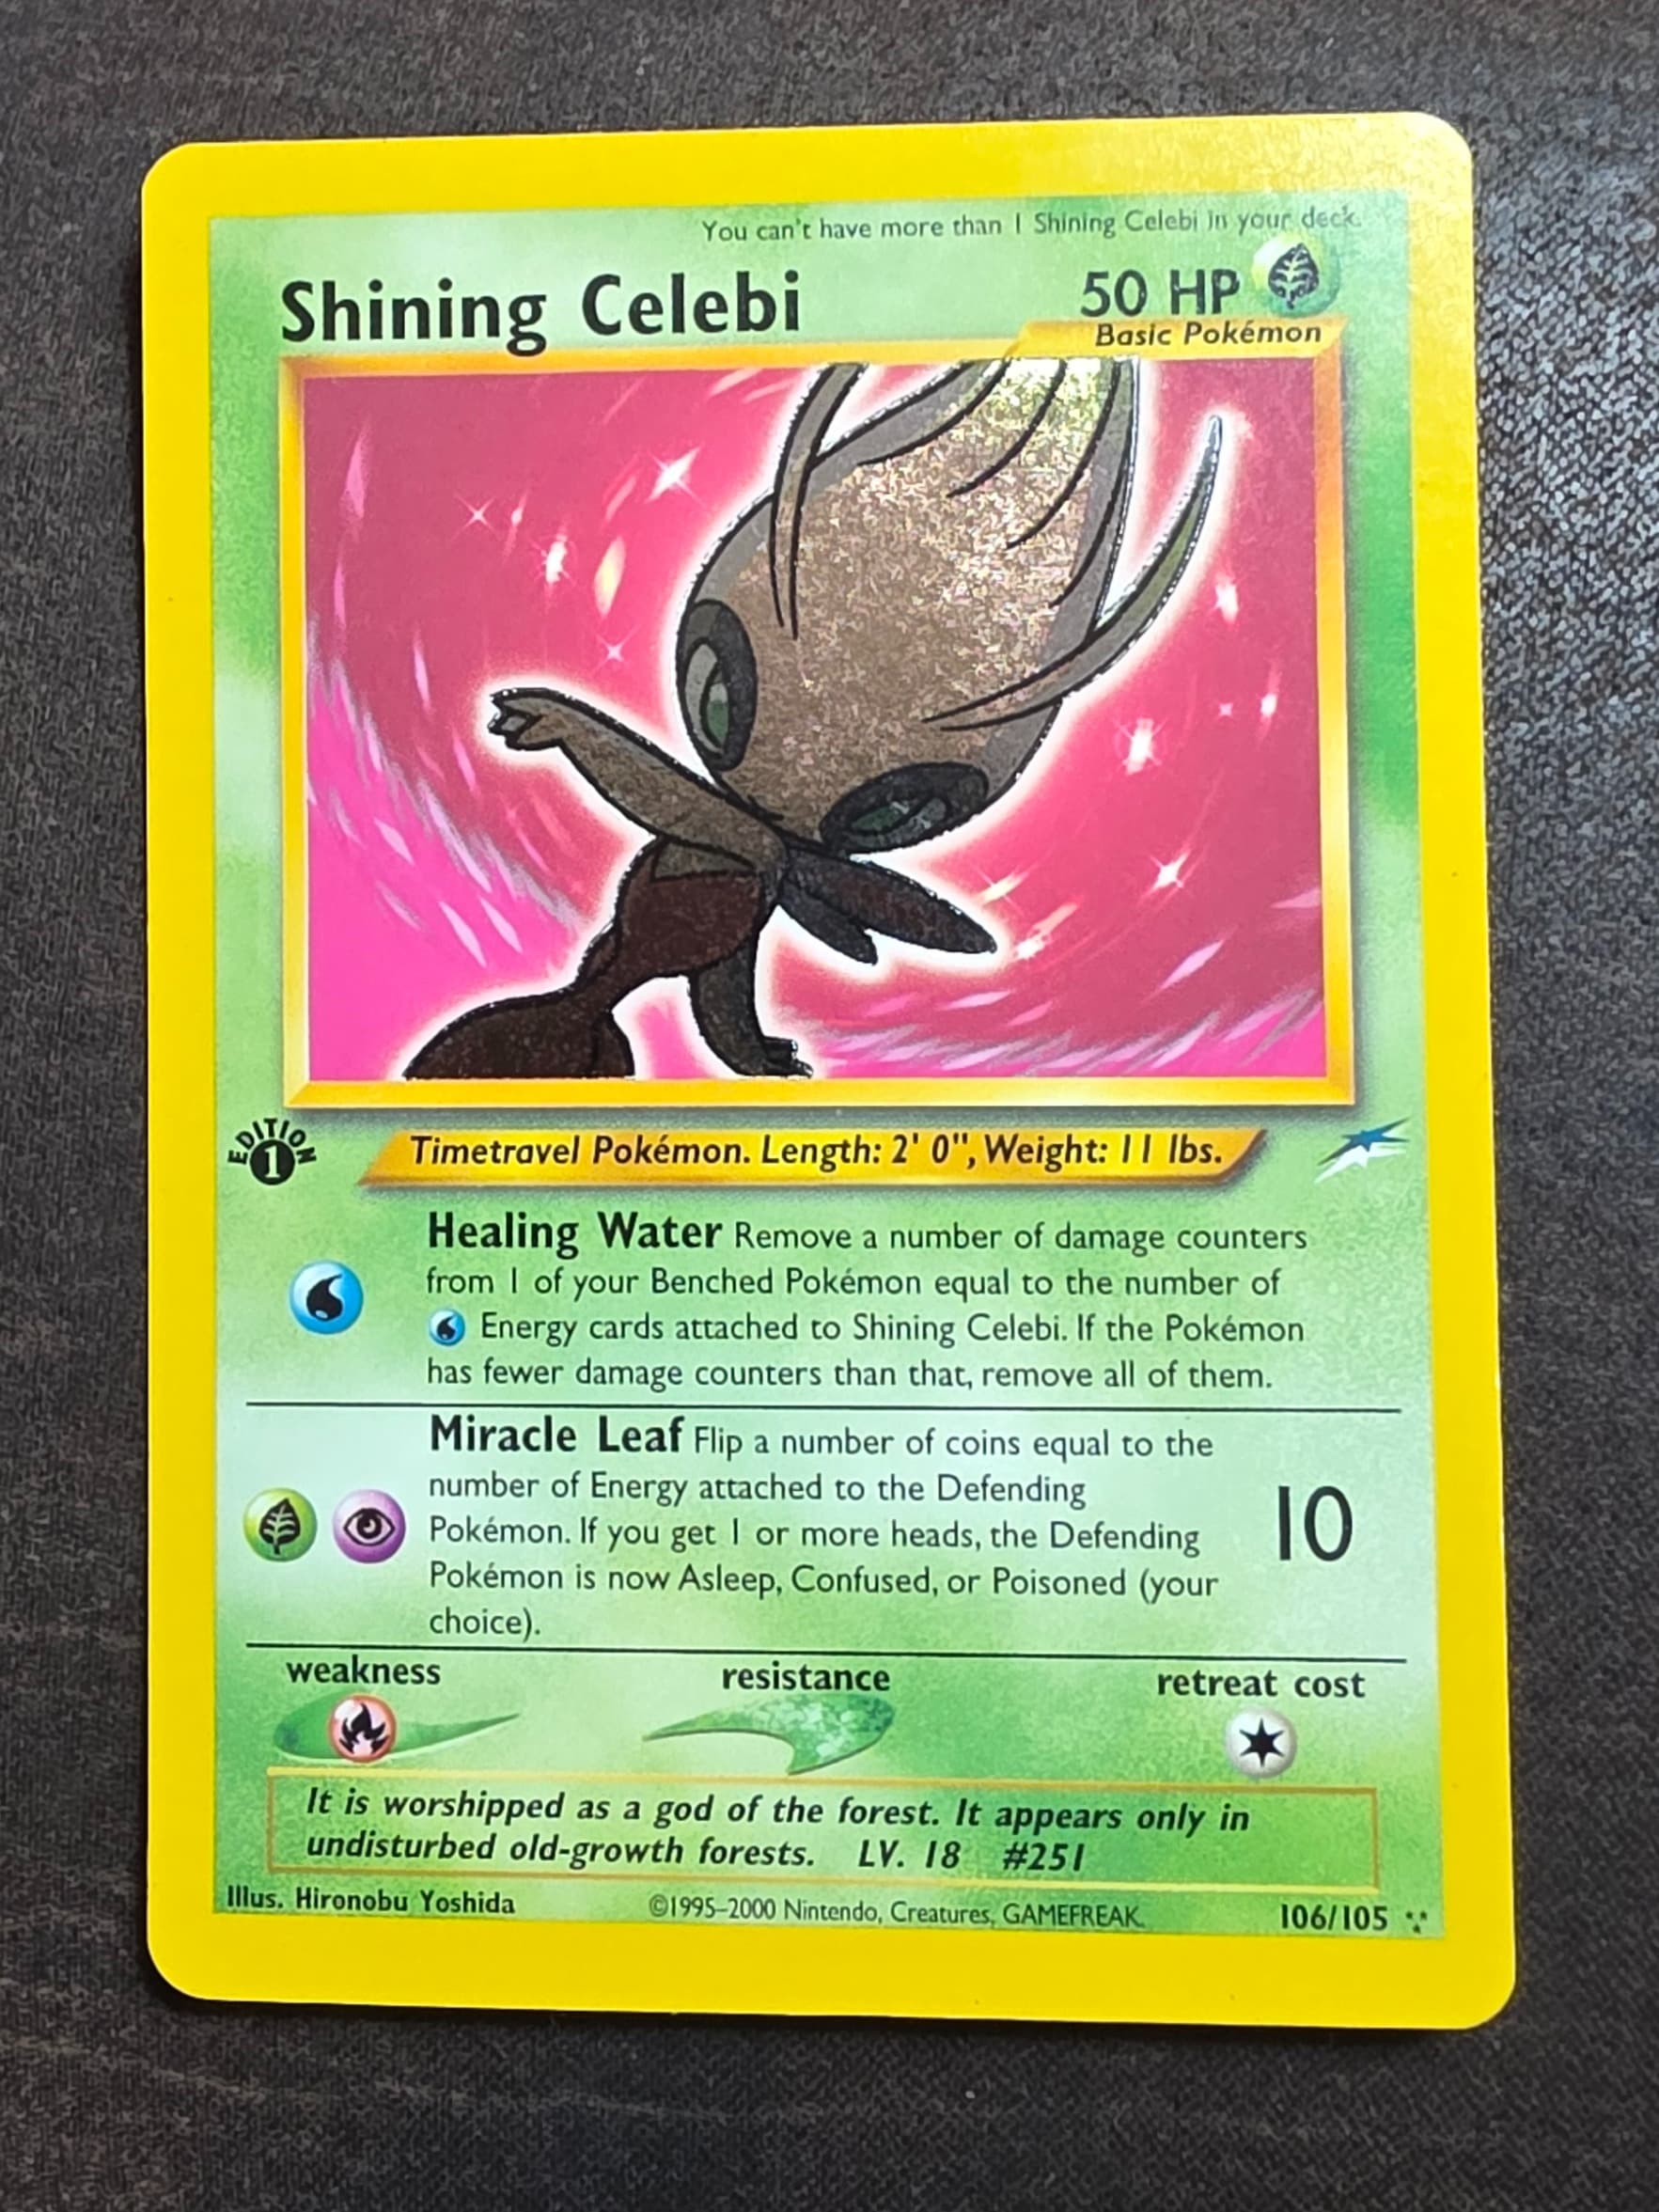 You can't have more than 1 Shining Celebi in your deck.
Shining Celebi
50 HP
Basic Pokémon
EDITION
1
Timetravel Pokémon. Length: 2' 0", Weight: 11 lbs.
Healing Water Remove a number of damage counters
from 1 of your Benched Pokémon equal to the number of
Energy cards attached to Shining Celebi. If the Pokémon
has fewer damage counters than that, remove all of them.
Miracle Leaf Flip a number of coins equal to the
number of Energy attached to the Defending
Pokémon. If you get 1 or more heads, the Defending
Pokémon is now Asleep, Confused, or Poisoned (your
choice).
10
weakness
resistance
retreat cost
It is worshipped as a god of the forest. It appears only in
undisturbed old-growth forests. LV. 18 #251
Illus. Hironobu Yoshida
©1995–2000 Nintendo, Creatures, GAMEFREAK.
106/105